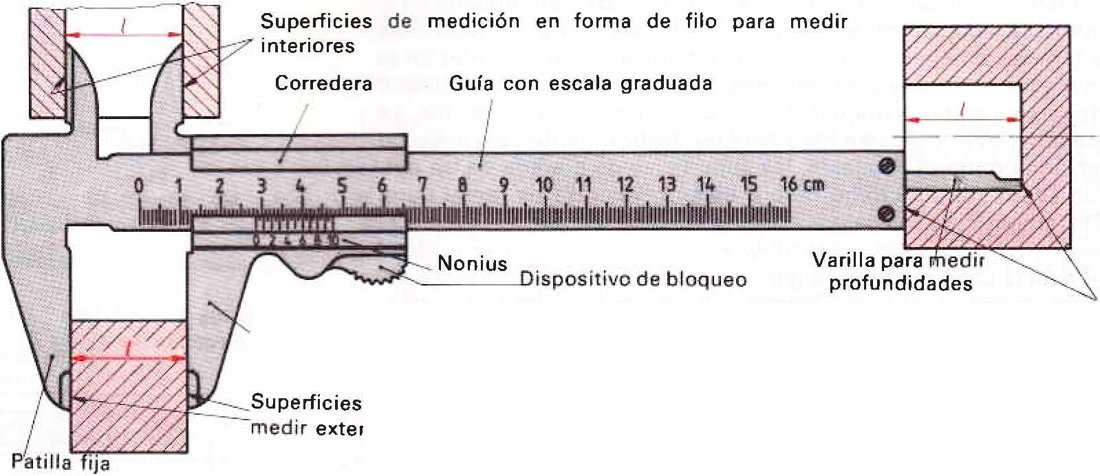 l
Superficies de medición en forma de filo para medir
interiores
Corredera
Guía con escala graduada
l
0 1 2 3 4 5 6 7 8 9 10 11 12 13 14 15 16 cm
0 2 4 6 8 10
Nonius
Dispositivo de bloqueo
Varilla para medir
profundidades
l
Superficies
medir exter
Patilla fija